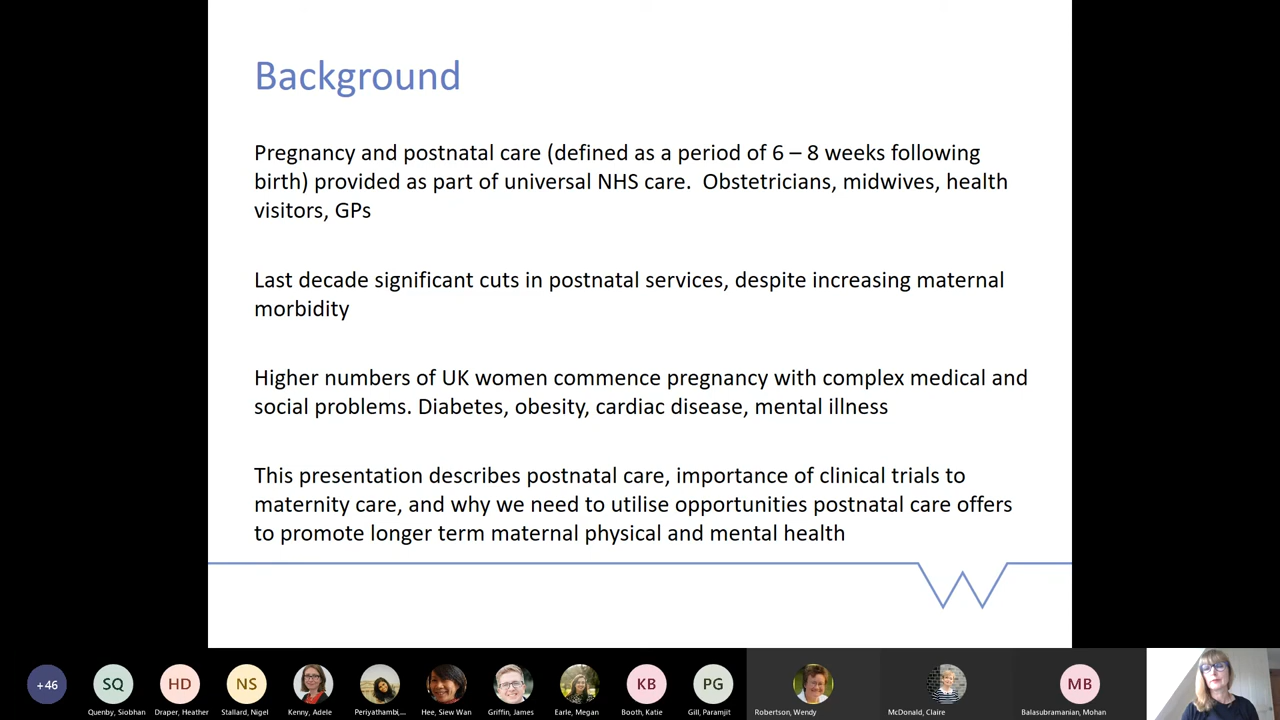 Background
Pregnancy and postnatal care (defined as a period of 6 – 8 weeks following
birth) provided as part of universal NHS care.  Obstetricians, midwives, health
visitors, GPs
Last decade significant cuts in postnatal services, despite increasing maternal
morbidity
Higher numbers of UK women commence pregnancy with complex medical and
social problems. Diabetes, obesity, cardiac disease, mental illness
This presentation describes postnatal care, importance of clinical trials to
maternity care, and why we need to utilise opportunities postnatal care offers
to promote longer term maternal physical and mental health
+46 SQ HD NS KB PG MB
Quenby, Siobhan Draper, Heather Stallard, Nigel Kenny, Adele Periyathambi,... Hee, Siew Wan Griffin, James Earle, Megan Booth, Katie Gill, Paramjit Robertson, Wendy McDonald, Claire Balasubramanian, Mohan